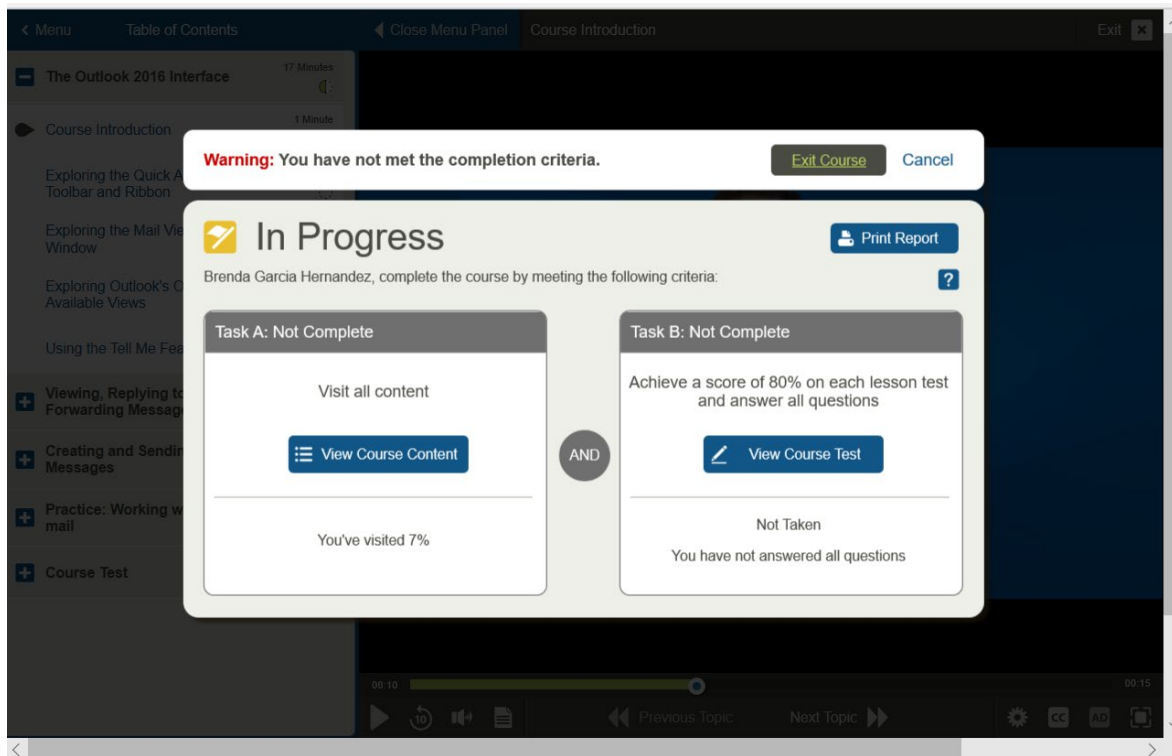 < Menu
Table of Contents
Close Menu Panel
Course Introduction
Exit
The Outlook 2016 Interface
17 Minutes
Course Introduction
1 Minute
Exploring the Quick A
Toolbar and Ribbon
Exploring the Mail Vie
Window
Exploring Outlook's C
Available Views
Using the Tell Me Fea
Viewing, Replying to
Forwarding Messag
Creating and Sendin
Messages
Practice: Working w
mail
Course Test
Warning: You have not met the completion criteria.
Exit Course
Cancel
In Progress
Print Report
Brenda Garcia Hernandez, complete the course by meeting the following criteria:
?
Task A: Not Complete
Visit all content
View Course Content
You've visited 7%
AND
Task B: Not Complete
Achieve a score of 80% on each lesson test
and answer all questions
View Course Test
Not Taken
You have not answered all questions
00:10
00:15
10
Previous Topic
Next Topic
CC
AD